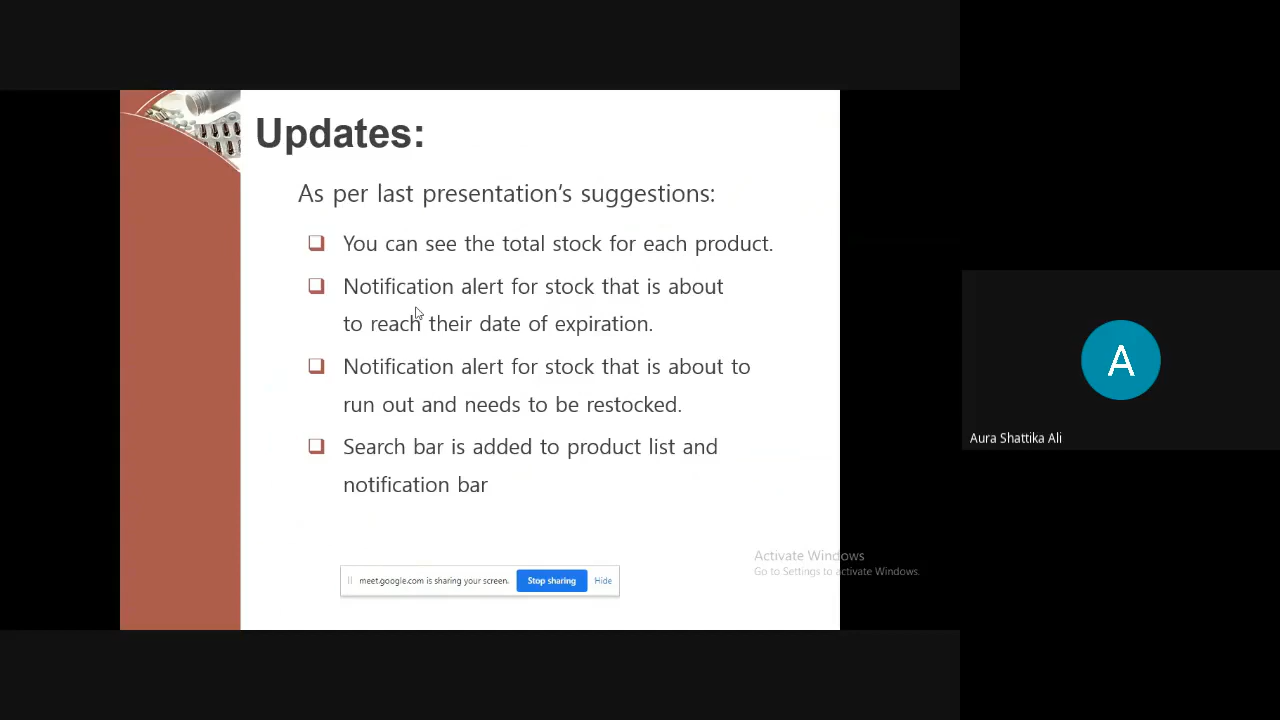 Updates:
As per last presentation's suggestions:
You can see the total stock for each product.
Notification alert for stock that is about
to reach their date of expiration.
Notification alert for stock that is about to
run out and needs to be restocked.
Search bar is added to product list and
notification bar
meet.google.com is sharing your screen.
Stop sharing
Hide
Activate Windows
Go to Settings to activate Windows.
A
Aura Shattika Ali